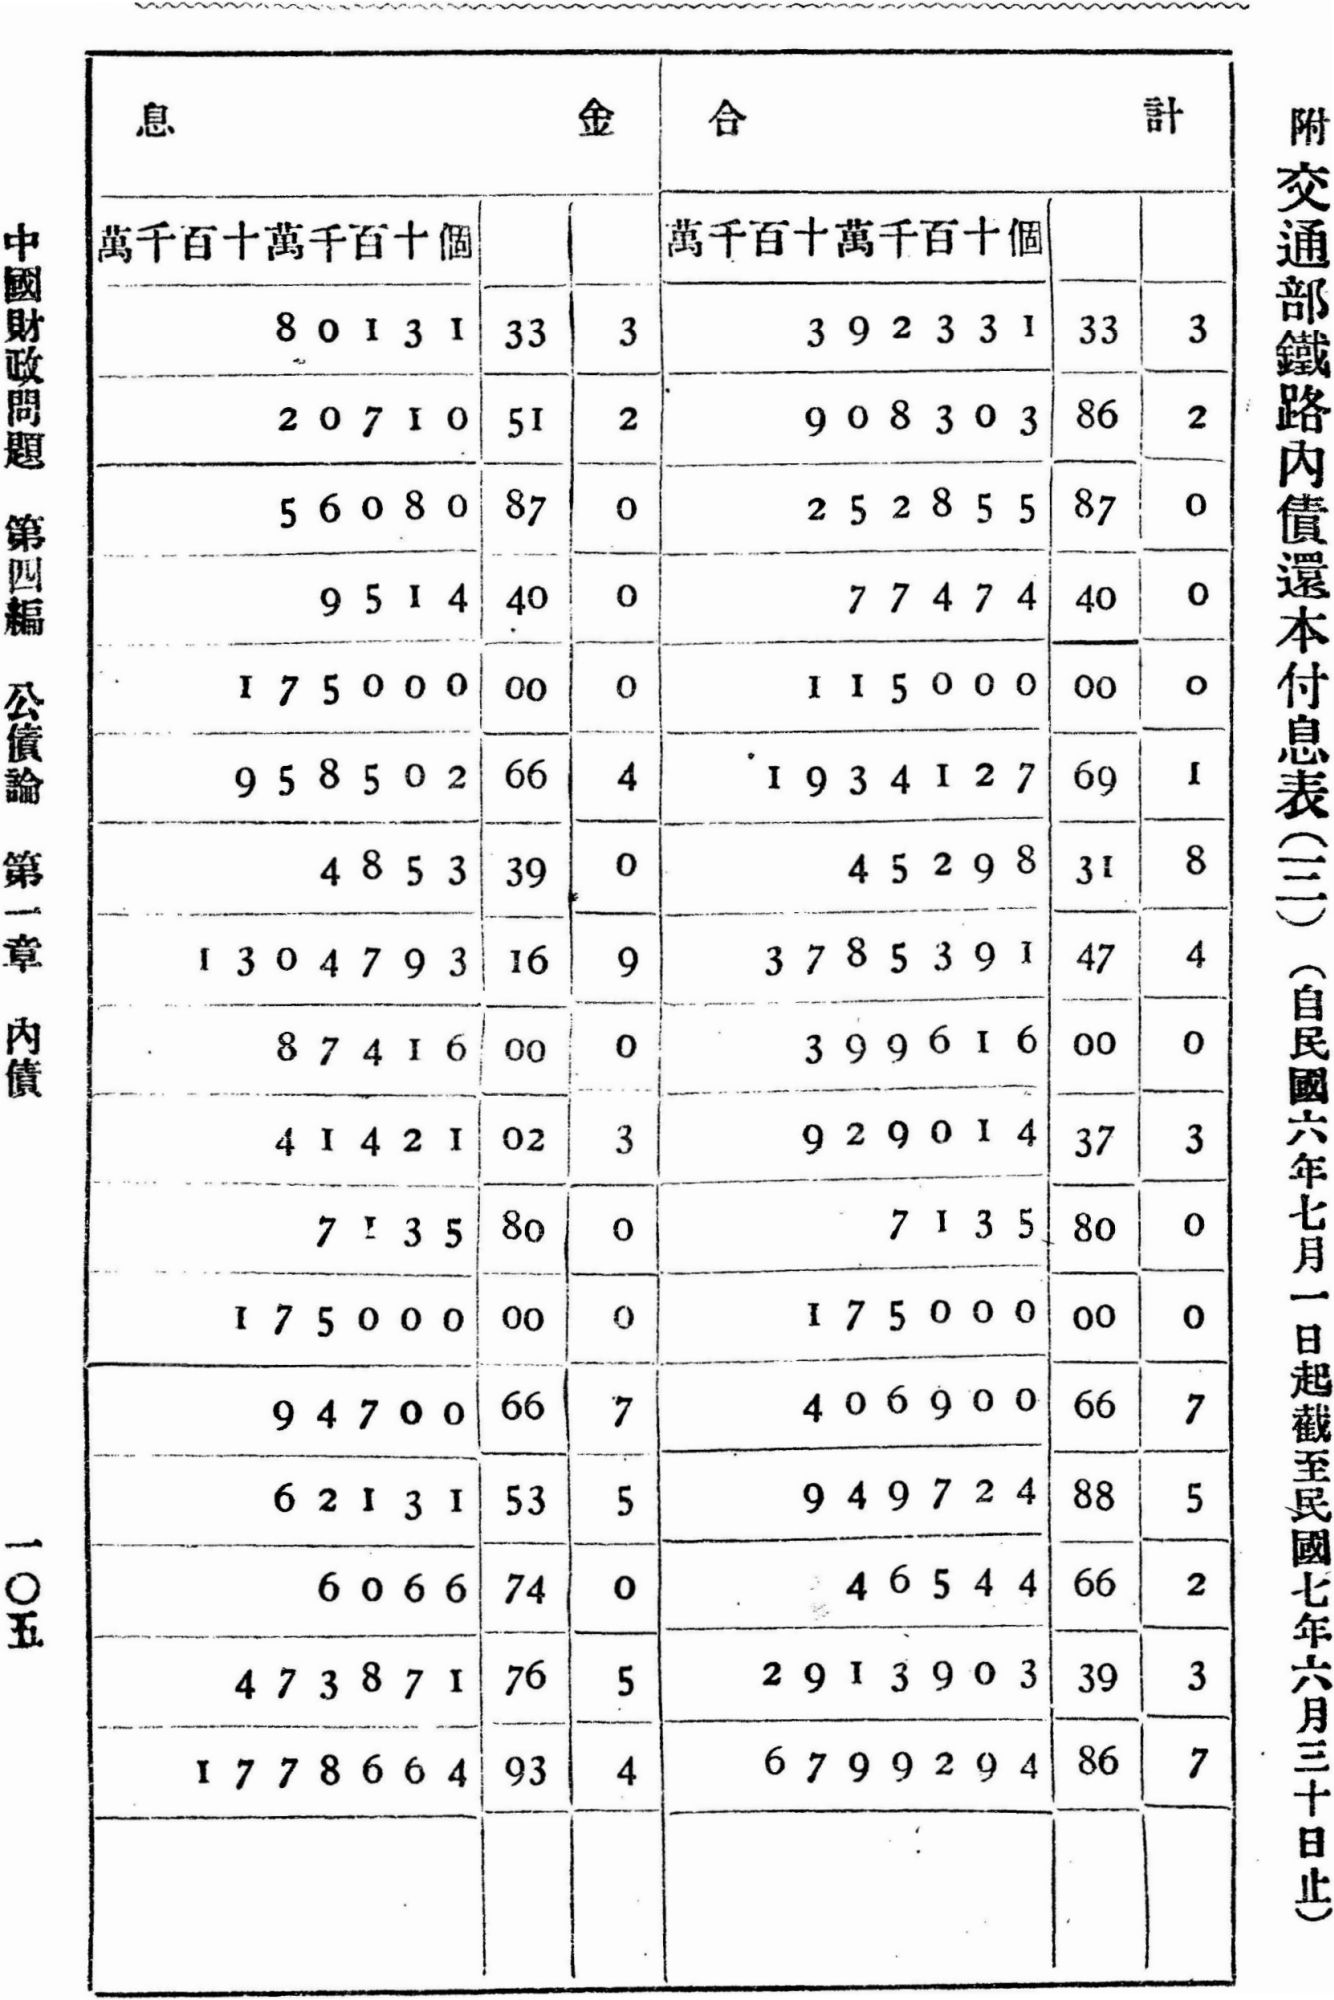 附交通部鐵路內債還本付息表(二)(自民國六年七月一日起截至民國七年六月三十日止)
息金 合計
萬千百十萬千百十個 萬千百十萬千百十個
80131 33 3 392331 33 3
20710 51 2 908303 86 2
56080 87 0 252855 87 0
9514 40 0 77474 40 0
175000 00 0 115000 00 0
958502 66 4 1934127 69 1
4853 39 0 45298 31 8
1304793 16 9 3785391 47 4
87416 00 0 399616 00 0
41421 02 3 929014 37 3
7135 80 0 7135 80 0
175000 00 0 175000 00 0
94700 66 7 406900 66 7
62131 53 5 949724 88 5
6066 74 0 46544 66 2
473871 76 5 2913903 39 3
1778664 93 4 6799294 86 7
中國財政問題 第四編 公債論 第一章 內債
一〇五